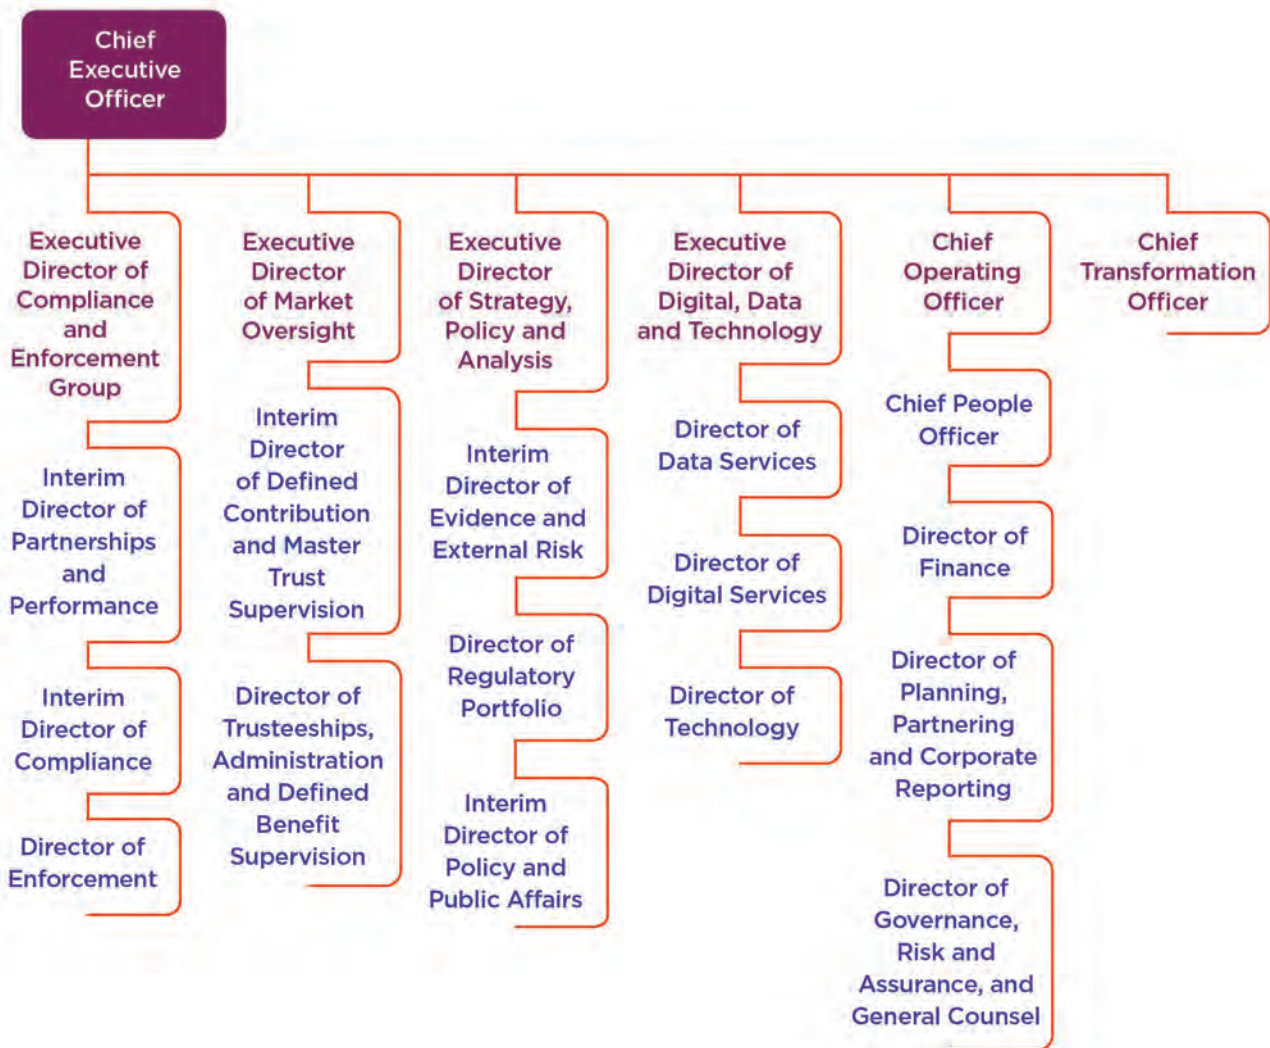 Chief
Executive
Officer
Executive
Director of
Compliance
and
Enforcement
Group
Interim
Director of
Partnerships
and
Performance
Interim
Director of
Compliance
Director of
Enforcement
Executive
Director
of Market
Oversight
Interim
Director
of Defined
Contribution
and Master
Trust
Supervision
Director of
Trusteeships,
Administration
and Defined
Benefit
Supervision
Executive
Director
of Strategy,
Policy and
Analysis
Interim
Director of
Evidence and
External Risk
Director of
Regulatory
Portfolio
Interim
Director of
Policy and
Public Affairs
Executive
Director of
Digital, Data
and Technology
Director of
Data Services
Director of
Digital Services
Director of
Technology
Chief
Operating
Officer
Chief People
Officer
Director of
Finance
Director of
Planning,
Partnering
and Corporate
Reporting
Director of
Governance,
Risk and
Assurance, and
General Counsel
Chief
Transformation
Officer